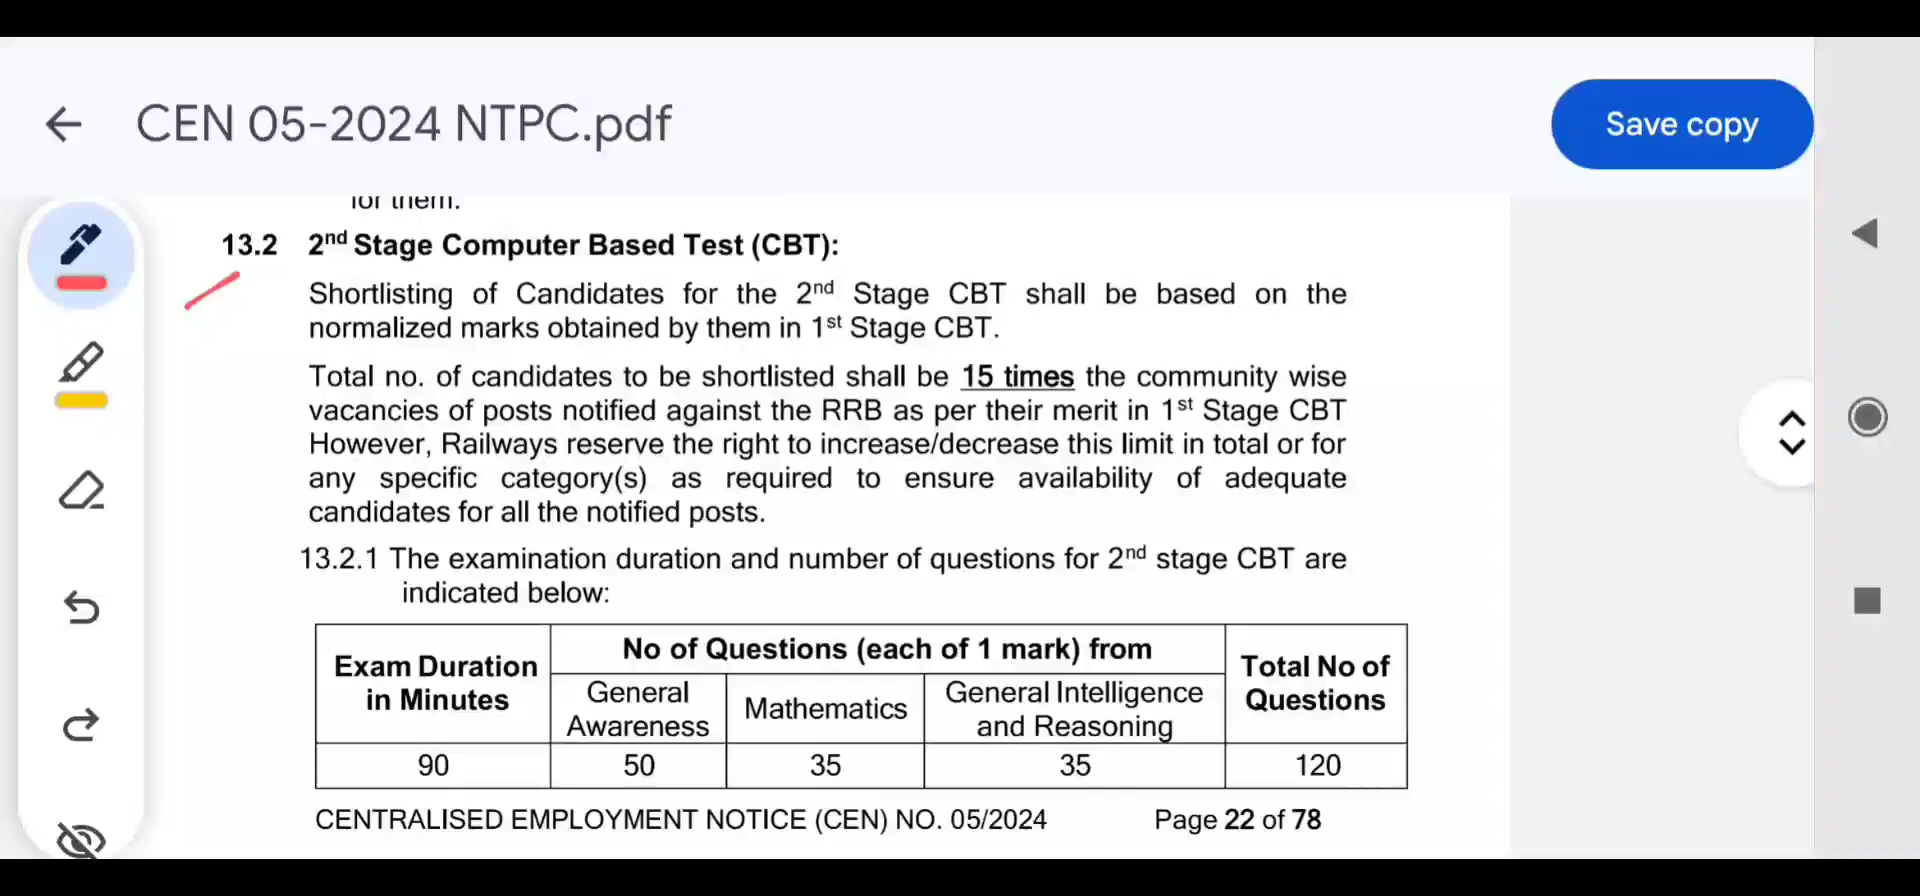 CEN 05-2024 NTPC.pdf
Save copy
for them.
13.2 2nd Stage Computer Based Test (CBT):
Shortlisting of Candidates for the 2nd Stage CBT shall be based on the
normalized marks obtained by them in 1st Stage CBT.
Total no. of candidates to be shortlisted shall be 15 times the community wise
vacancies of posts notified against the RRB as per their merit in 1st Stage CBT
However, Railways reserve the right to increase/decrease this limit in total or for
any specific category(s) as required to ensure availability of adequate
candidates for all the notified posts.
13.2.1 The examination duration and number of questions for 2nd stage CBT are
indicated below:
No of Questions (each of 1 mark) from
Exam Duration
in Minutes
General
Awareness
Mathematics
General Intelligence
and Reasoning
Total No of
Questions
90 50 35 35 120
CENTRALISED EMPLOYMENT NOTICE (CEN) NO. 05/2024 Page 22 of 78